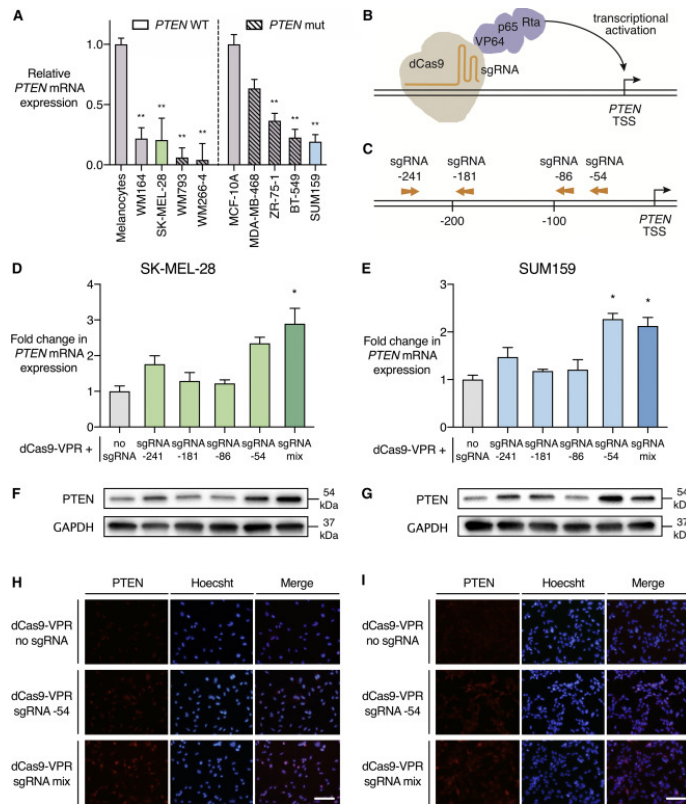 A
PTEN WT
PTEN mut
Relative
PTEN mRNA
expression
1.0
0.5
0.0
** ** ** **
** ** **
Melanocytes
WM164
SK-MEL-28
WM793
WM266-4
MCF-10A
MDA-MB-468
ZR-75-1
BT-549
SUM159
B
dCas9
VP64
p65
Rta
sgRNA
transcriptional
activation
PTEN
TSS
C
sgRNA sgRNA sgRNA sgRNA
-241 -181 -86 -54
-200 -100
PTEN
TSS
D
SK-MEL-28
Fold change in
PTEN mRNA
expression
4
3
2
1
0
*
dCas9-VPR +
no sgRNA sgRNA sgRNA sgRNA sgRNA
sgRNA -241 -181 -86 -54 mix
E
SUM159
Fold change in
PTEN mRNA
expression
3
2
1
0
* *
dCas9-VPR +
no sgRNA sgRNA sgRNA sgRNA sgRNA
sgRNA -241 -181 -86 -54 mix
F
PTEN
54
kDa
GAPDH
37
kDa
G
PTEN
54
kD
GAPDH
37
kD
H
PTEN Hoecsht Merge
dCas9-VPR
no sgRNA
dCas9-VPR
sgRNA -54
dCas9-VPR
sgRNA mix
I
PTEN Hoecsht Merge
dCas9-VPR
no sgRNA
dCas9-VPR
sgRNA -54
dCas9-VPR
sgRNA mix